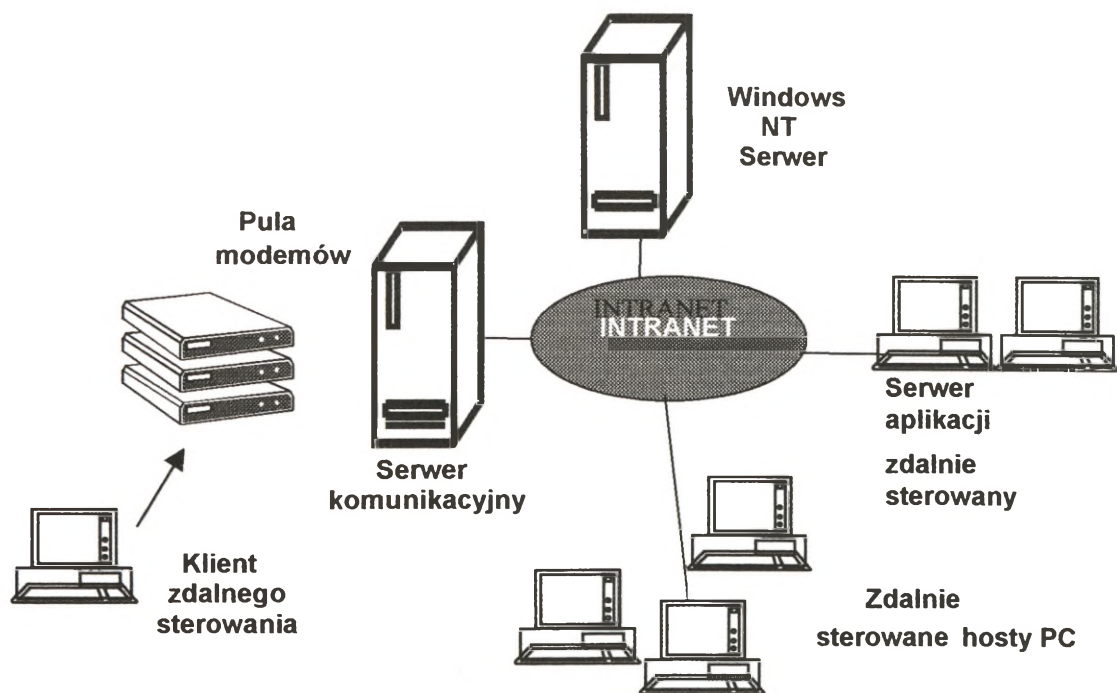 Windows
NT
Serwer
Pula
modemów
INTRANET
INTRANET
Serwer
aplikacji
zdalnie
sterowany
Serwer
komunikacyjny
Klient
zdalnego
sterowania
Zdalnie
sterowane hosty PC